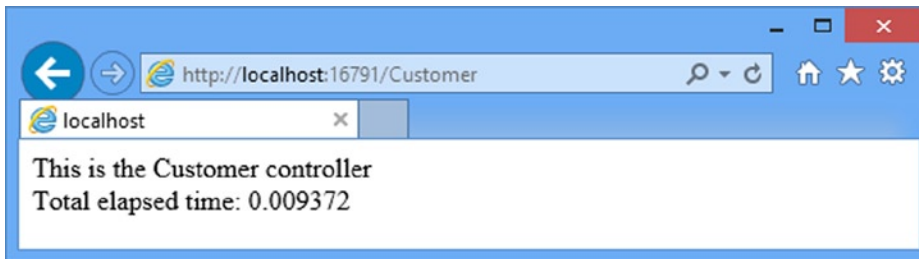 http://localhost:16791/Customer
localhost
This is the Customer controller
Total elapsed time: 0.009372